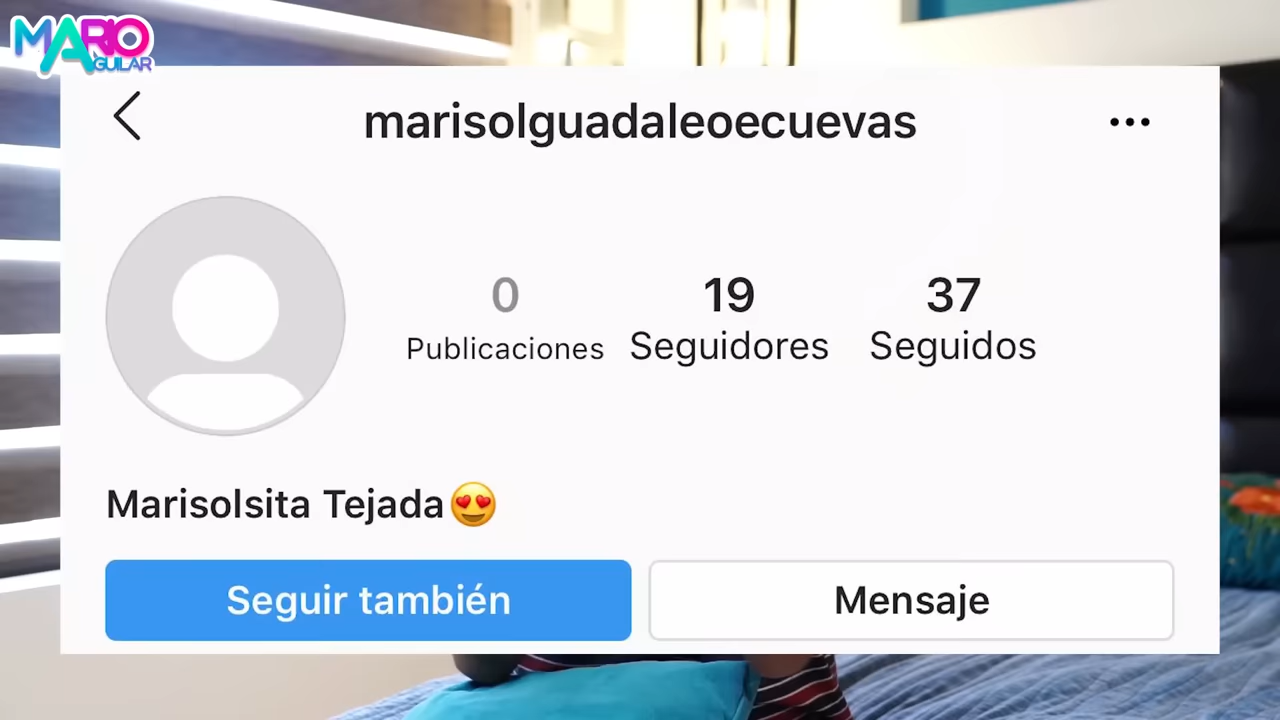 MARIO
AGUILAR
marisolguadaleoecuevas
0
19
37
Publicaciones
Seguidores
Seguidos
Marisolsita Tejada😍
Seguir también
Mensaje